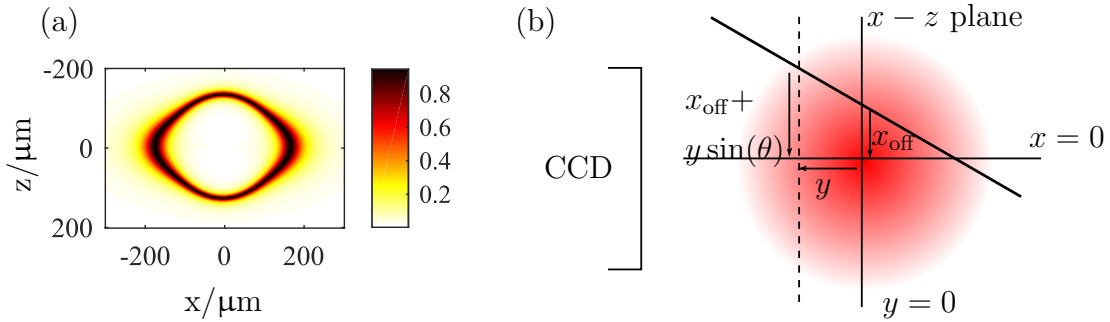 (a)
-200
0
200
z/μm
-200 0 200
x/μm
0.8
0.6
0.4
0.2
(b)
x − z plane
x_off+
y sin(θ)
x_off
x = 0
CCD
y
y = 0